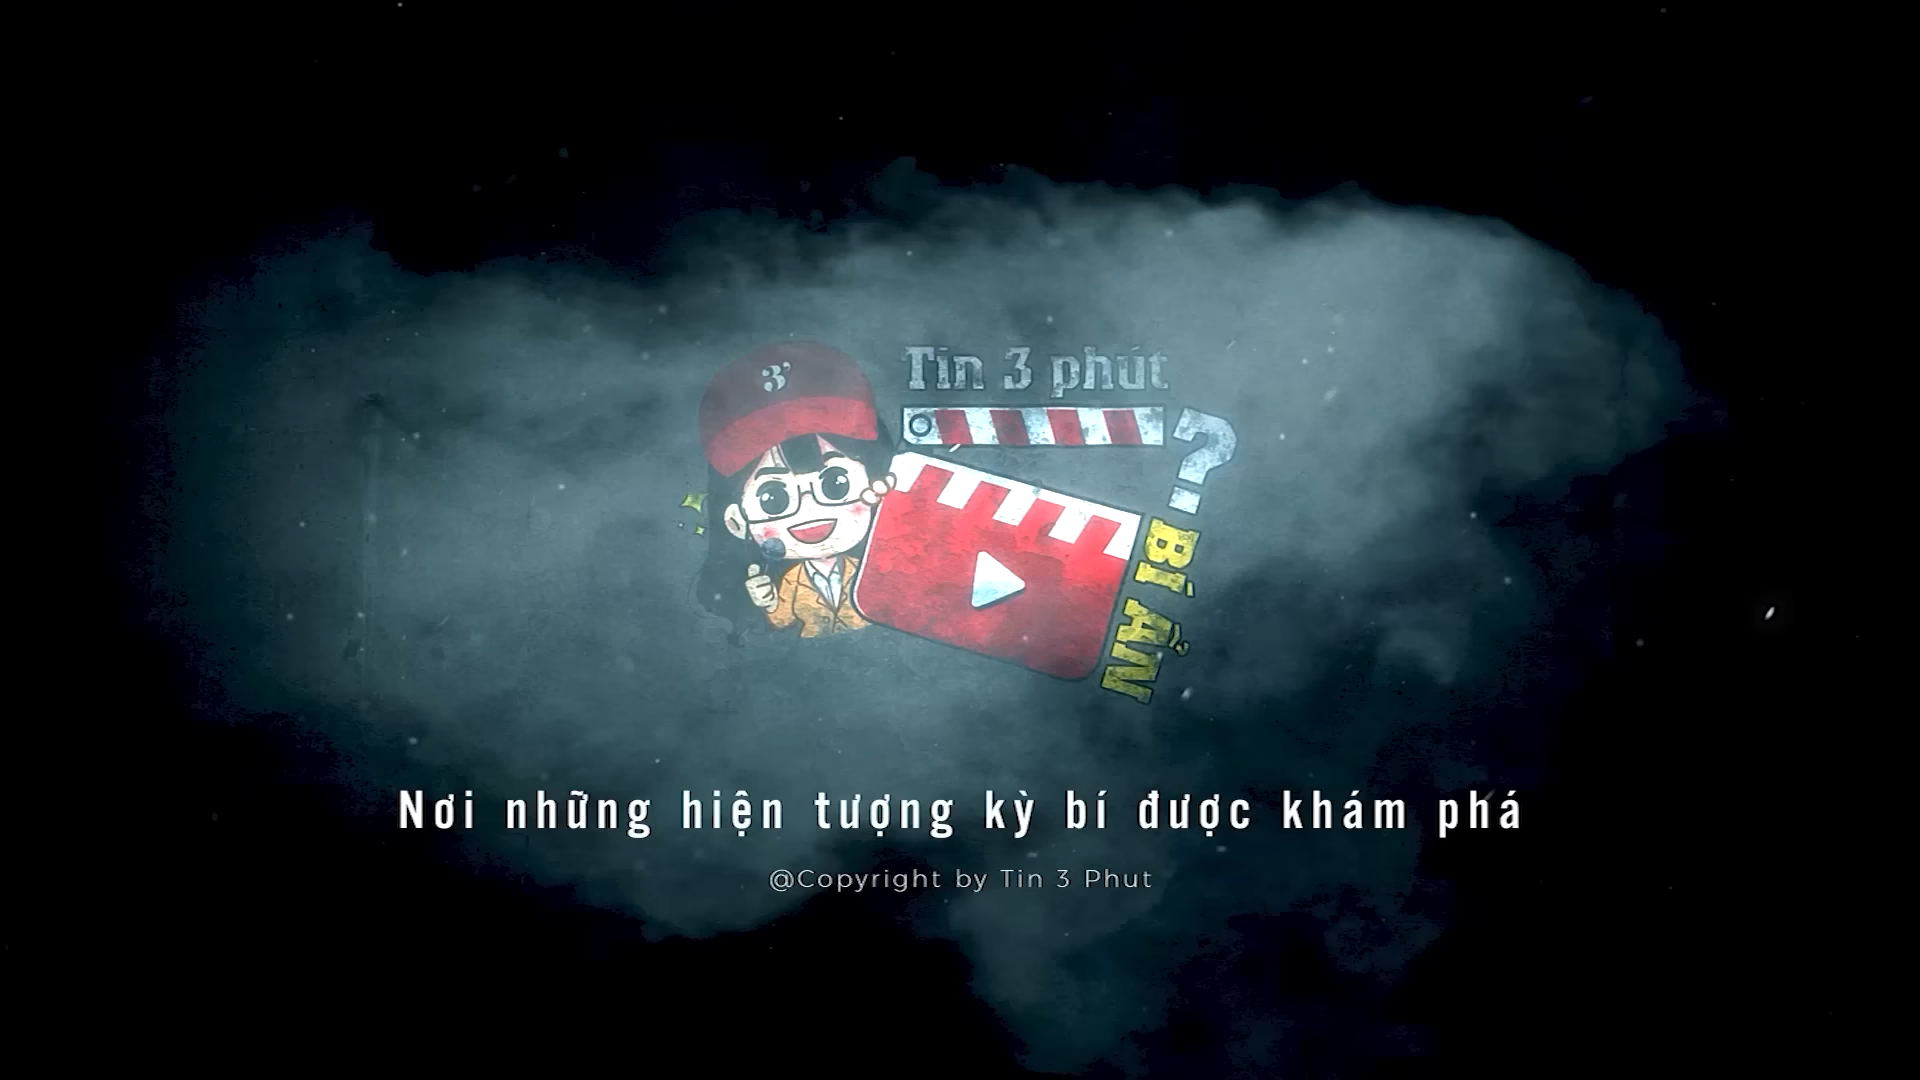 3'
Tin 3 phút
?
BÍ ẨN
Nơi những hiện tượng kỳ bí được khám phá
@Copyright by Tin 3 Phut